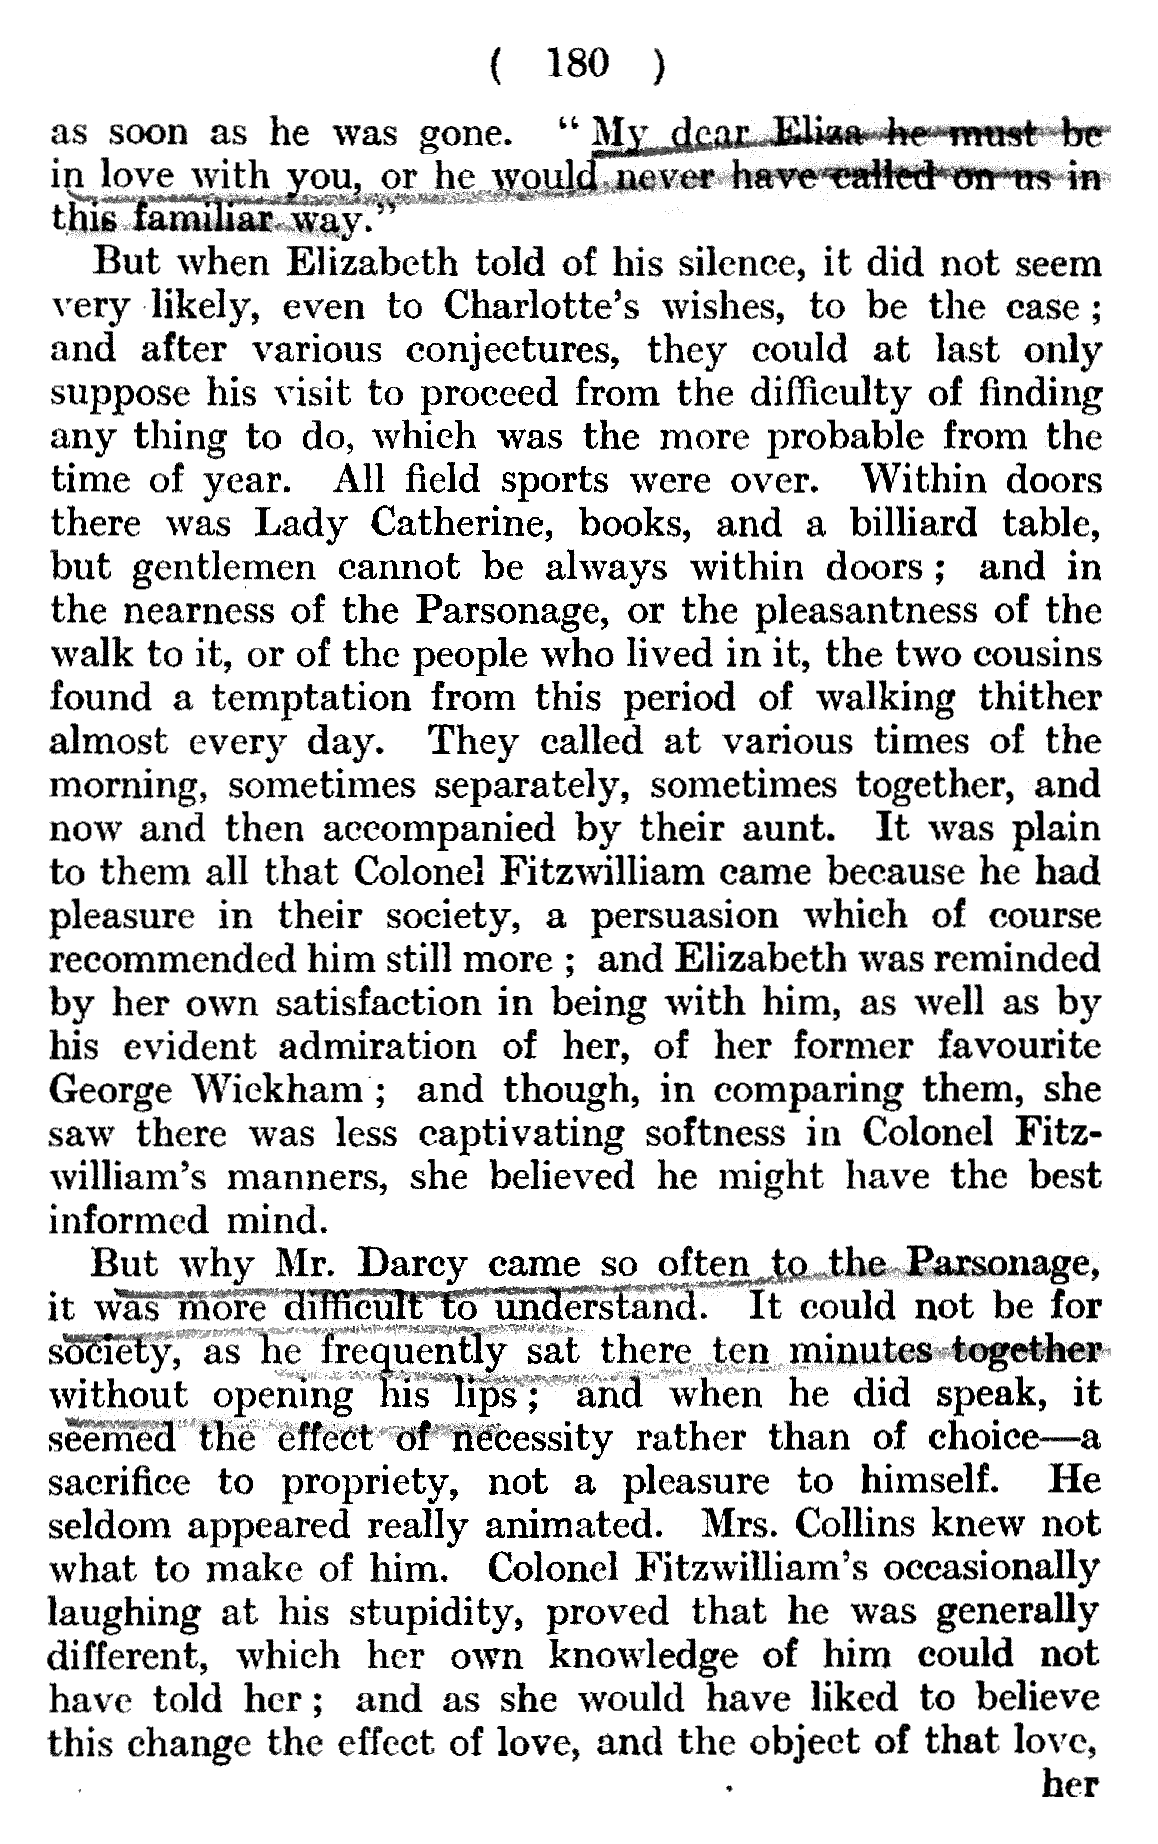 ( 180 )
as soon as he was gone. “ My dear Eliza he must be
in love with you, or he would never have called on us in
this familiar way.”
But when Elizabeth told of his silence, it did not seem
very likely, even to Charlotte’s wishes, to be the case ;
and after various conjectures, they could at last only
suppose his visit to proceed from the difficulty of finding
any thing to do, which was the more probable from the
time of year. All field sports were over. Within doors
there was Lady Catherine, books, and a billiard table,
but gentlemen cannot be always within doors ; and in
the nearness of the Parsonage, or the pleasantness of the
walk to it, or of the people who lived in it, the two cousins
found a temptation from this period of walking thither
almost every day. They called at various times of the
morning, sometimes separately, sometimes together, and
now and then accompanied by their aunt. It was plain
to them all that Colonel Fitzwilliam came because he had
pleasure in their society, a persuasion which of course
recommended him still more ; and Elizabeth was reminded
by her own satisfaction in being with him, as well as by
his evident admiration of her, of her former favourite
George Wickham ; and though, in comparing them, she
saw there was less captivating softness in Colonel Fitz-
william’s manners, she believed he might have the best
informed mind.
But why Mr. Darcy came so often to the Parsonage,
it was more difficult to understand. It could not be for
society, as he frequently sat there ten minutes together
without opening his lips ; and when he did speak, it
seemed the effect of necessity rather than of choice—a
sacrifice to propriety, not a pleasure to himself. He
seldom appeared really animated. Mrs. Collins knew not
what to make of him. Colonel Fitzwilliam’s occasionally
laughing at his stupidity, proved that he was generally
different, which her own knowledge of him could not
have told her ; and as she would have liked to believe
this change the effect of love, and the object of that love,
her